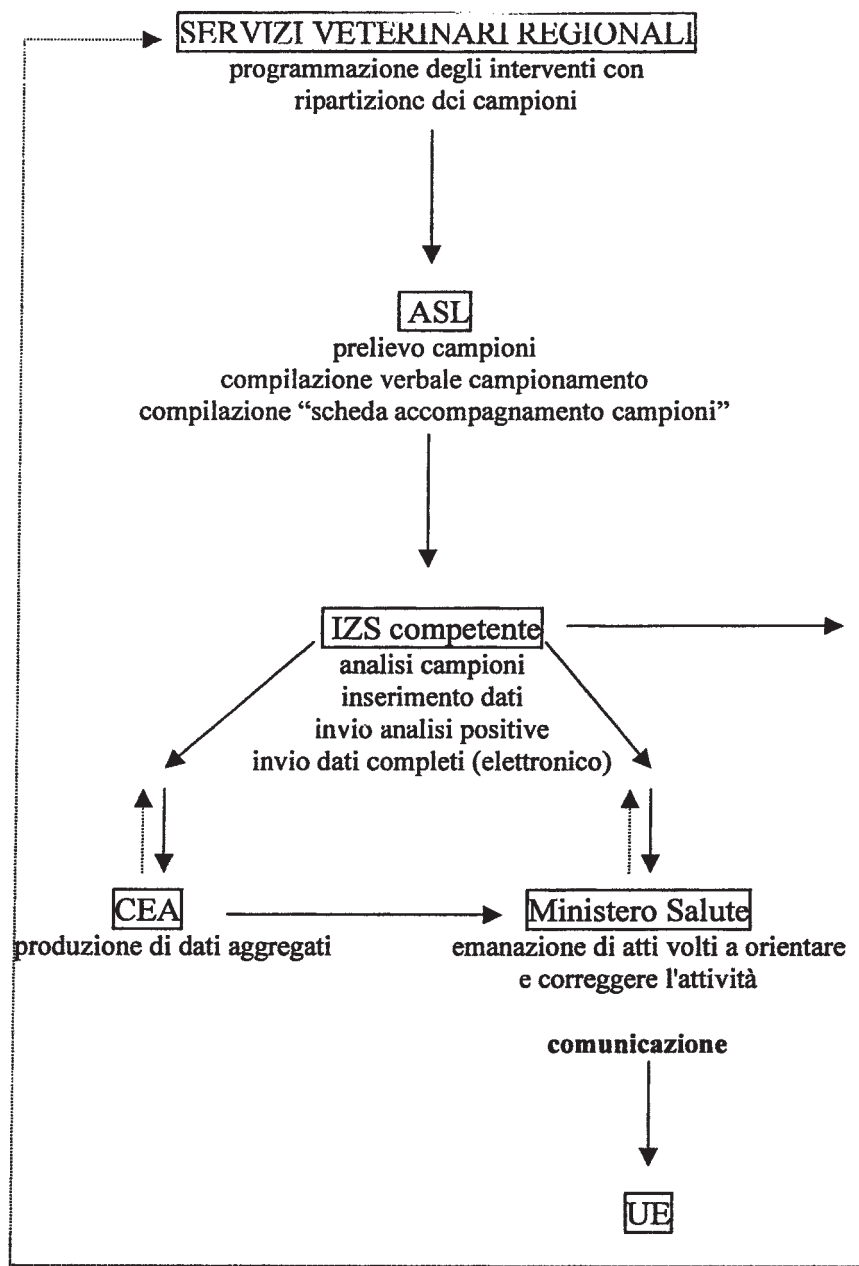 SERVIZI VETERINARI REGIONALI
programmazione degli interventi con
ripartizione dei campioni
ASL
prelievo campioni
compilazione verbale campionamento
compilazione “scheda accompagnamento campioni”
IZS competente
analisi campioni
inserimento dati
invio analisi positive
invio dati completi (elettronico)
CEA
produzione di dati aggregati
Ministero Salute
emanazione di atti volti a orientare
e correggere l'attività
comunicazione
UE